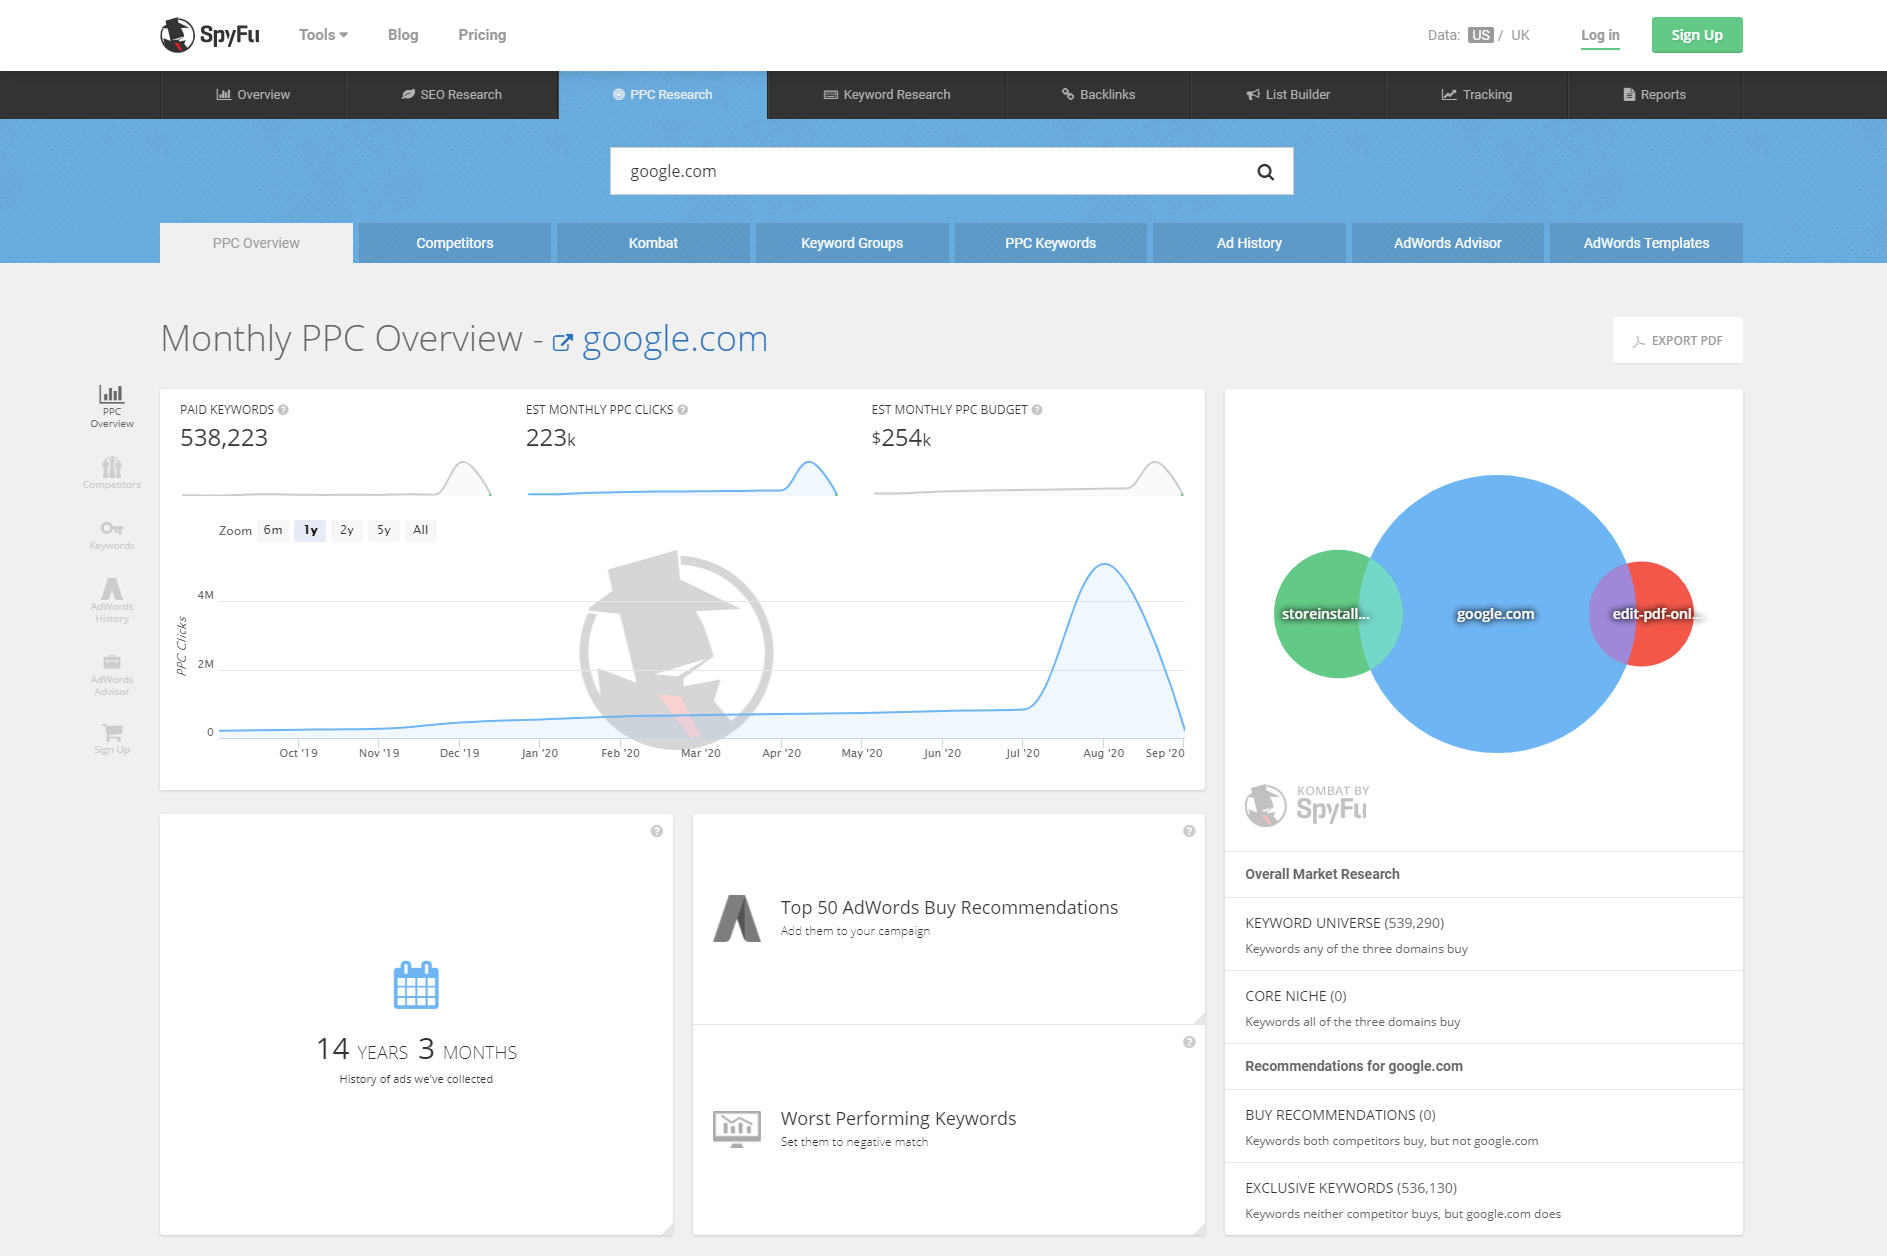 SpyFu
Tools
Blog
Pricing
Data: US / UK
Log in
Sign Up
Overview
SEO Research
PPC Research
Keyword Research
Backlinks
List Builder
Tracking
Reports
google.com
PPC Overview
Competitors
Kombat
Keyword Groups
PPC Keywords
Ad History
AdWords Advisor
AdWords Templates
Monthly PPC Overview - google.com
EXPORT PDF
PPC
Overview
Competitors
Keywords
AdWords
History
AdWords
Advisor
Sign Up
PAID KEYWORDS ?
538,223
EST MONTHLY PPC CLICKS ?
223k
EST MONTHLY PPC BUDGET ?
$254k
Zoom 6m 1y 2y 5y All
PPC Clicks
4M
2M
0
Oct '19 Nov '19 Dec '19 Jan '20 Feb '20 Mar '20 Apr '20 May '20 Jun '20 Jul '20 Aug '20 Sep '20
?
14 YEARS 3 MONTHS
History of ads we've collected
?
Top 50 AdWords Buy Recommendations
Add them to your campaign
?
Worst Performing Keywords
Set them to negative match
storeinstall...
google.com
edit-pdf-onl...
KOMBAT BY
SpyFu
Overall Market Research
KEYWORD UNIVERSE (539,290)
Keywords any of the three domains buy
CORE NICHE (0)
Keywords all of the three domains buy
Recommendations for google.com
BUY RECOMMENDATIONS (0)
Keywords both competitors buy, but not google.com
EXCLUSIVE KEYWORDS (536,130)
Keywords neither competitor buys, but google.com does